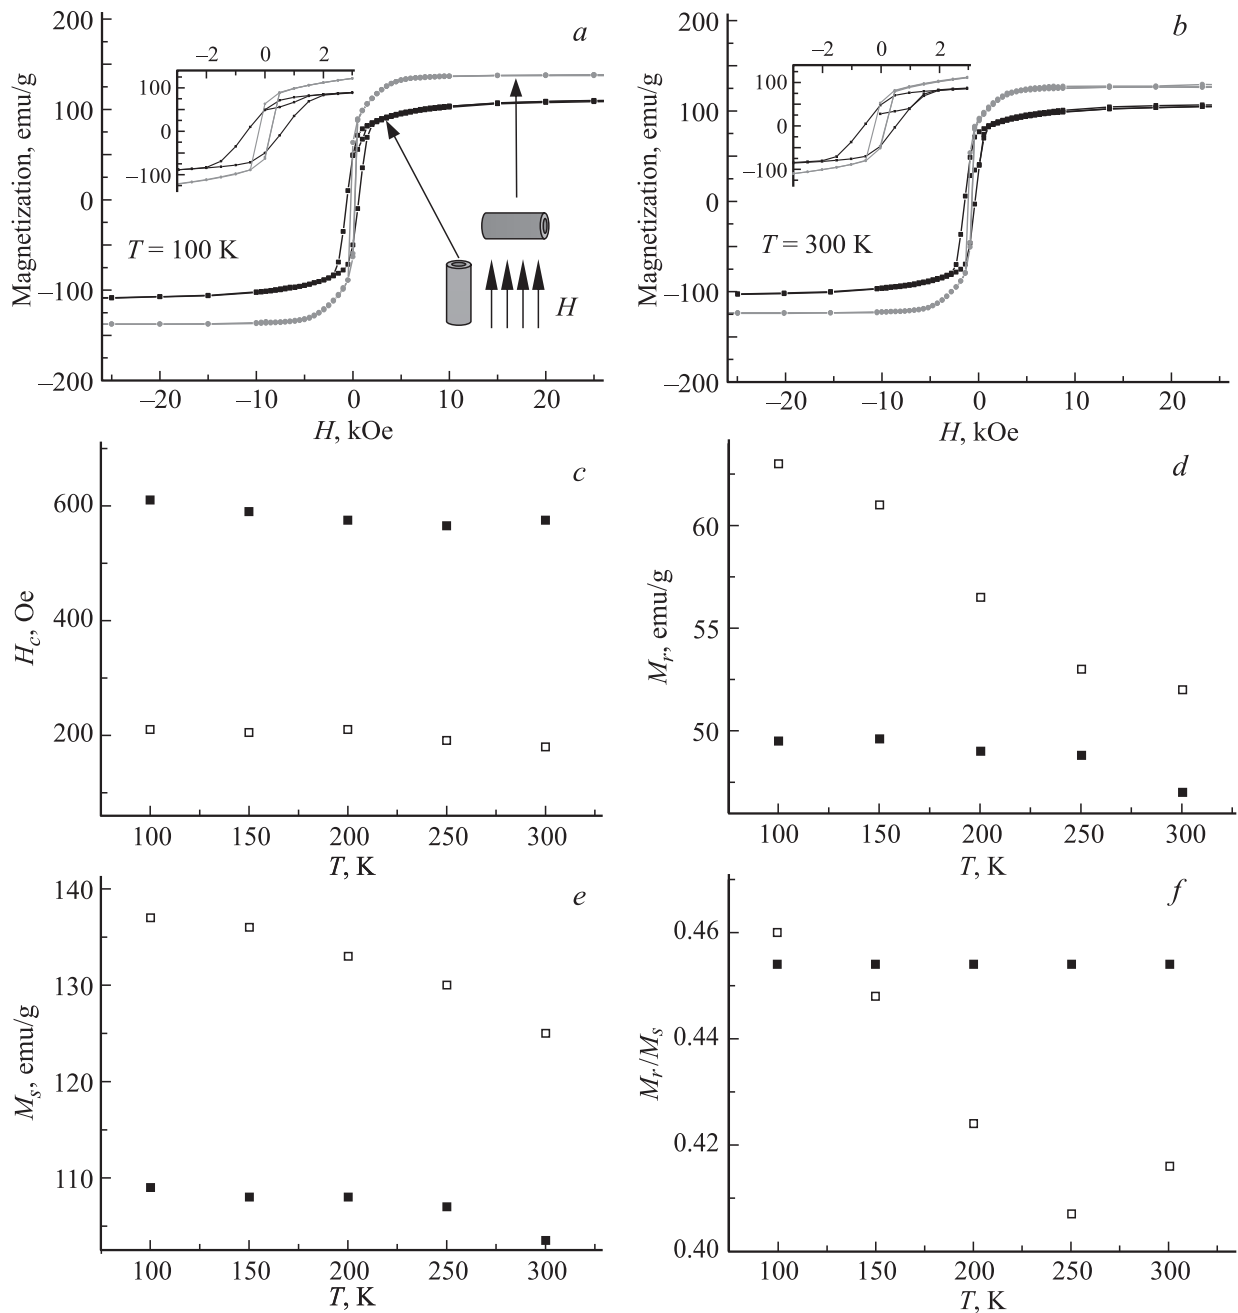 a
200
100
0
−100
−200
Magnetization, emu/g
−2 0 2
100
0
−100
T = 100 K
H
−20 −10 0 10 20
H, kOe
b
200
100
0
−100
−200
Magnetization, emu/g
−2 0 2
100
0
−100
T = 300 K
−20 −10 0 10 20
H, kOe
c
600
400
200
H_c, Oe
100 150 200 250 300
T, K
d
60
55
50
M_r, emu/g
100 150 200 250 300
T, K
e
140
130
120
110
M_s, emu/g
100 150 200 250 300
T, K
f
0.46
0.44
0.42
0.40
M_r/M_s
100 150 200 250 300
T, K